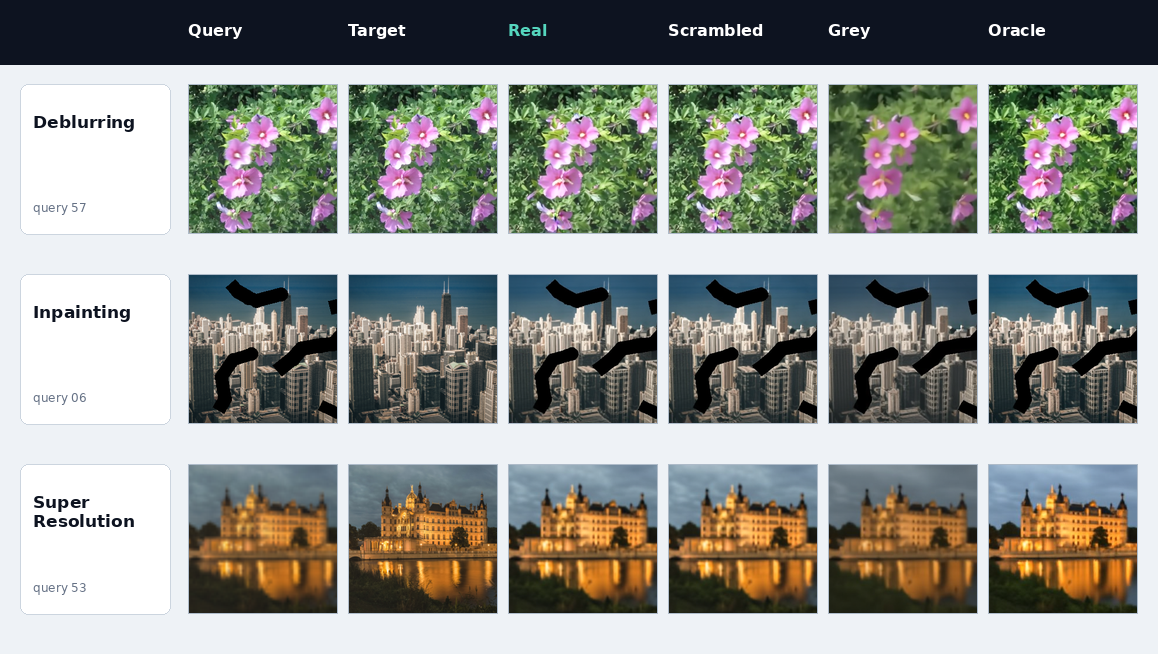 Query Target Real Scrambled Grey Oracle
Deblurring
query 57
Inpainting
query 06
Super
Resolution
query 53